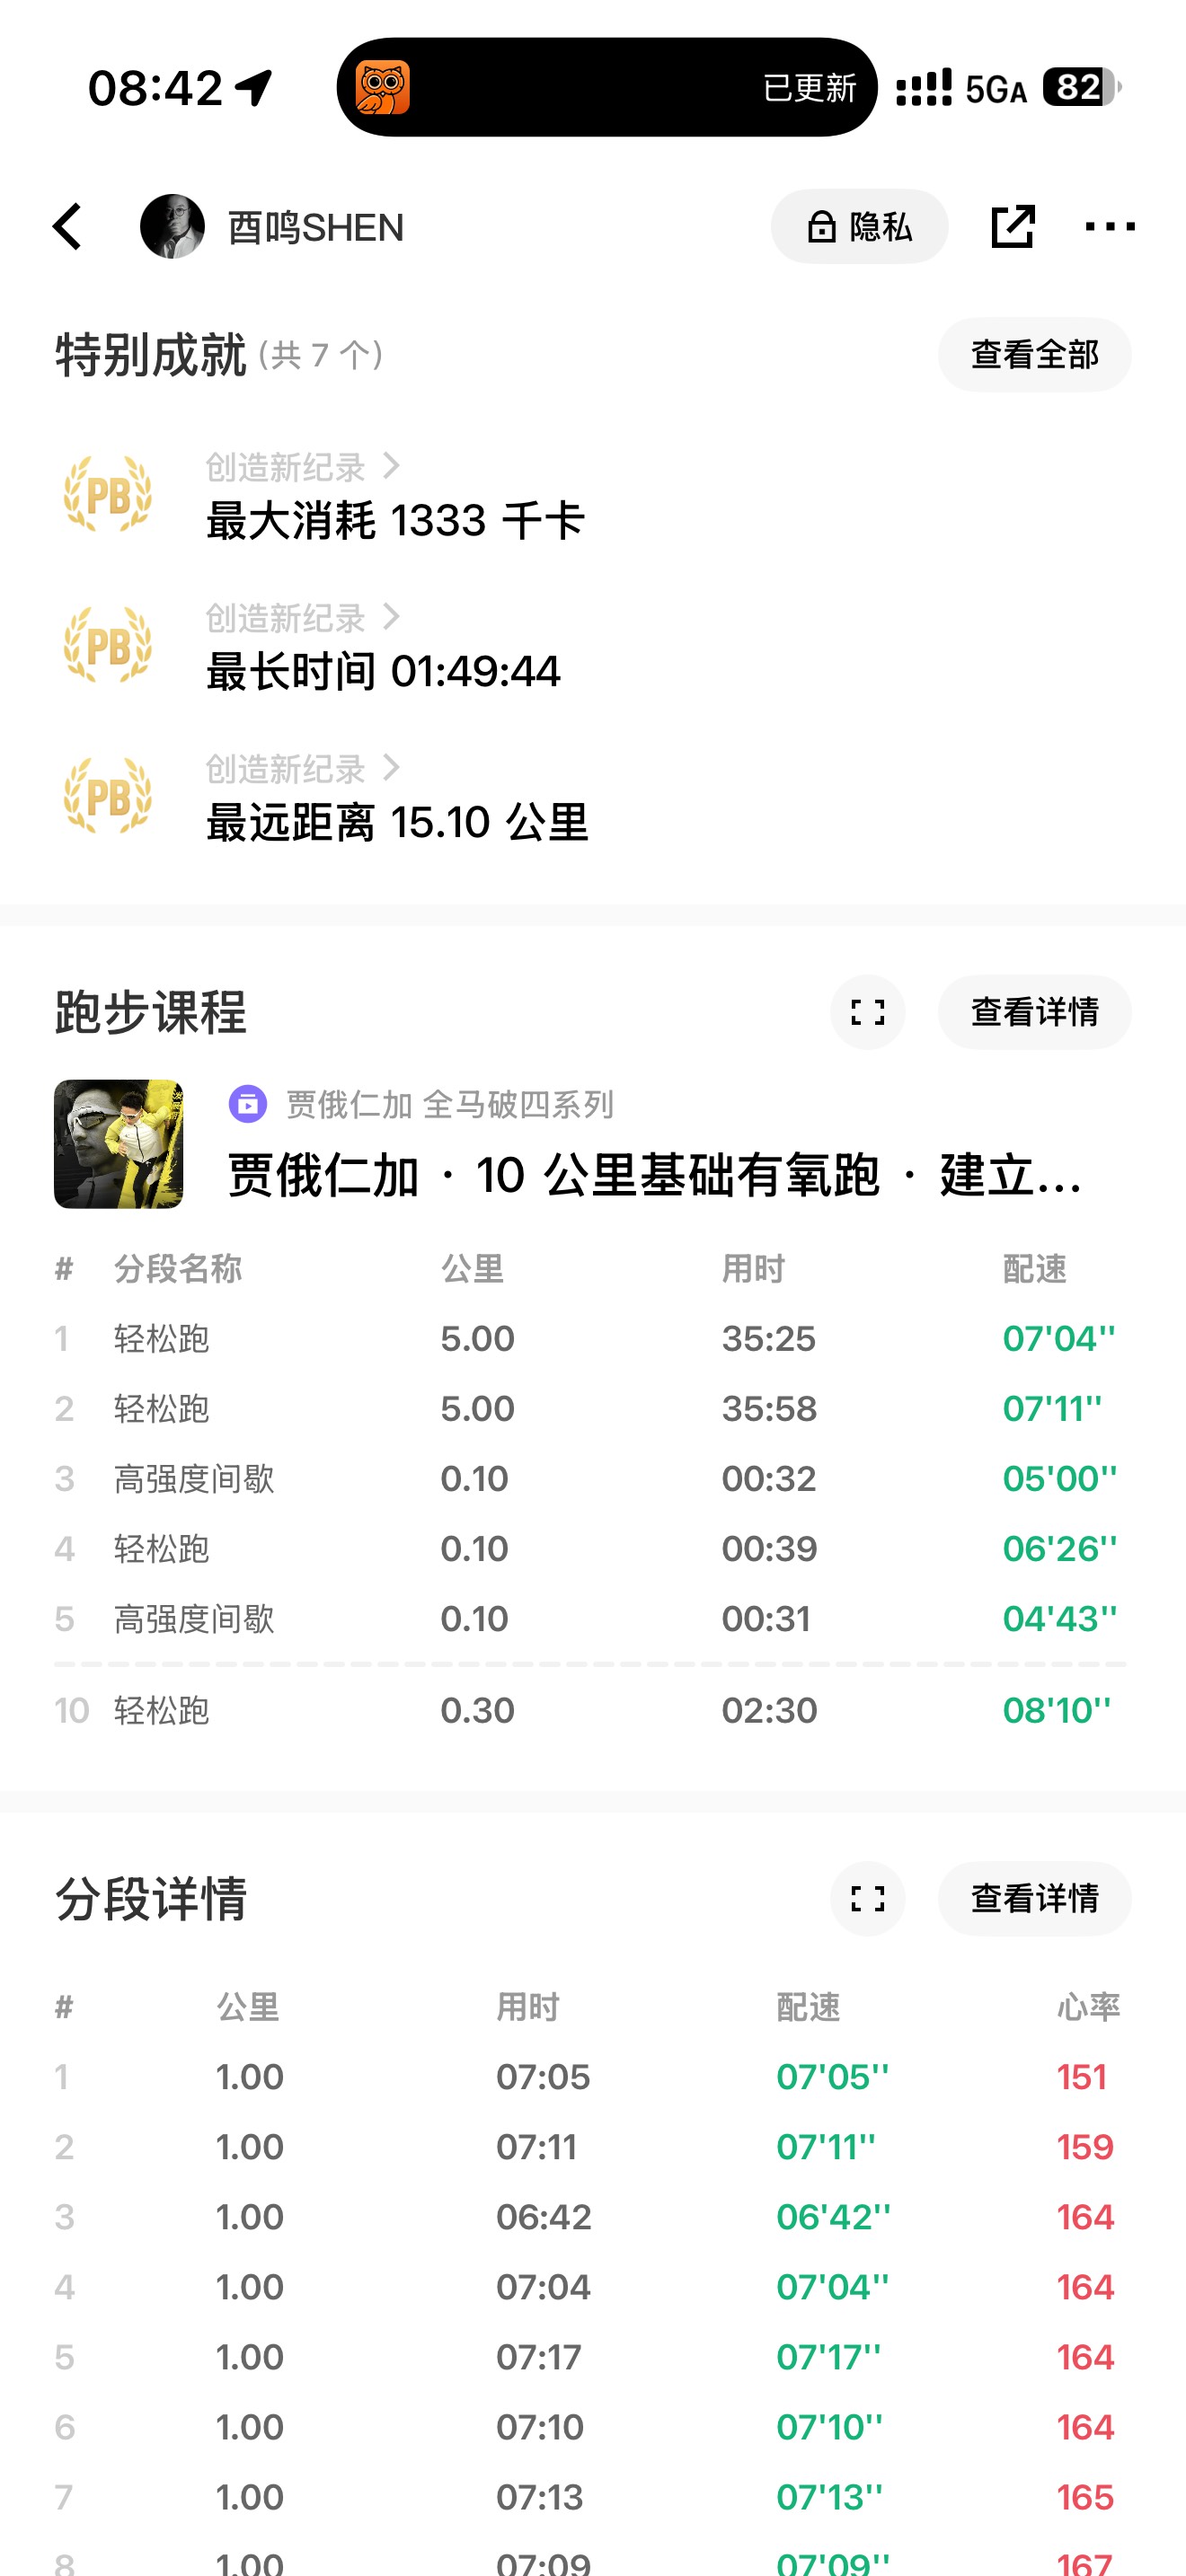 08:42 已更新 5GA 82
酉鸣SHEN 隐私
特别成就 (共 7 个) 查看全部
PB 创造新纪录
最大消耗 1333 千卡
PB 创造新纪录
最长时间 01:49:44
PB 创造新纪录
最远距离 15.10 公里
跑步课程 查看详情
贾俄仁加 全马破四系列
贾俄仁加 · 10 公里基础有氧跑 · 建立...
# 分段名称 公里 用时 配速
1 轻松跑 5.00 35:25 07'04''
2 轻松跑 5.00 35:58 07'11''
3 高强度间歇 0.10 00:32 05'00''
4 轻松跑 0.10 00:39 06'26''
5 高强度间歇 0.10 00:31 04'43''
10 轻松跑 0.30 02:30 08'10''
分段详情 查看详情
# 公里 用时 配速 心率
1 1.00 07:05 07'05'' 151
2 1.00 07:11 07'11'' 159
3 1.00 06:42 06'42'' 164
4 1.00 07:04 07'04'' 164
5 1.00 07:17 07'17'' 164
6 1.00 07:10 07'10'' 164
7 1.00 07:13 07'13'' 165
8 1.00 07:09 07'09'' 167